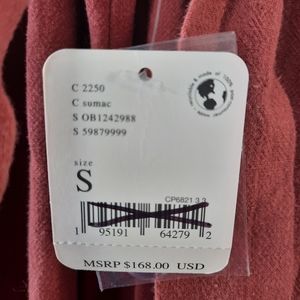 C 2250
C sumac
S OB1242988
S 59879999
size
S
CP6821 3 3
1 95191 64279 2
MSRP $168.00 USD